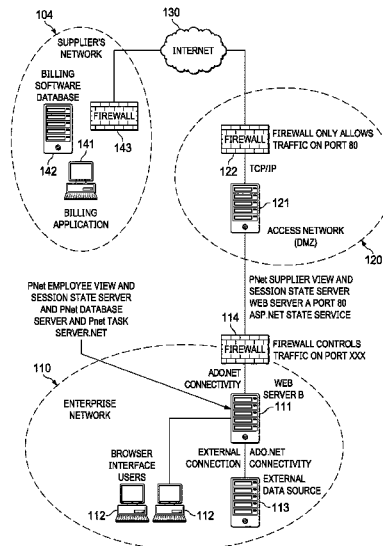 104
SUPPLIER'S
NETWORK
BILLING
SOFTWARE
DATABASE
142
141
BILLING
APPLICATION
FIREWALL
143
130
INTERNET
FIREWALL
122
FIREWALL ONLY ALLOWS
TRAFFIC ON PORT 80
TCP/IP
121
ACCESS NETWORK
(DMZ)
120
PNet SUPPLIER VIEW AND
SESSION STATE SERVER
WEB SERVER A PORT 80
ASP.NET STATE SERVICE
PNet EMPLOYEE VIEW AND
SESSION STATE SERVER
AND PNet DATABASE
SERVER AND Pnet TASK
SERVER.NET
114
FIREWALL
FIREWALL CONTROLS
TRAFFIC ON PORT XXX
110
ADO.NET
CONNECTIVITY
ENTERPRISE
NETWORK
WEB
SERVER B
111
BROWSER
INTERFACE
USERS
112
112
EXTERNAL
CONNECTION
ADO.NET
CONNECTIVITY
EXTERNAL
DATA SOURCE
113